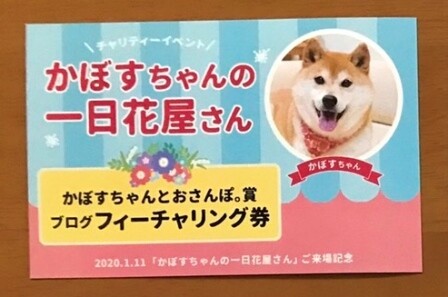 チャリティーイベント
かぼすちゃんの
一日花屋さん
かぼすちゃん
かぼすちゃんとおさんぽ。賞
ブログフィーチャリング券
2020.1.11「かぼすちゃんの一日花屋さん」ご来場記念